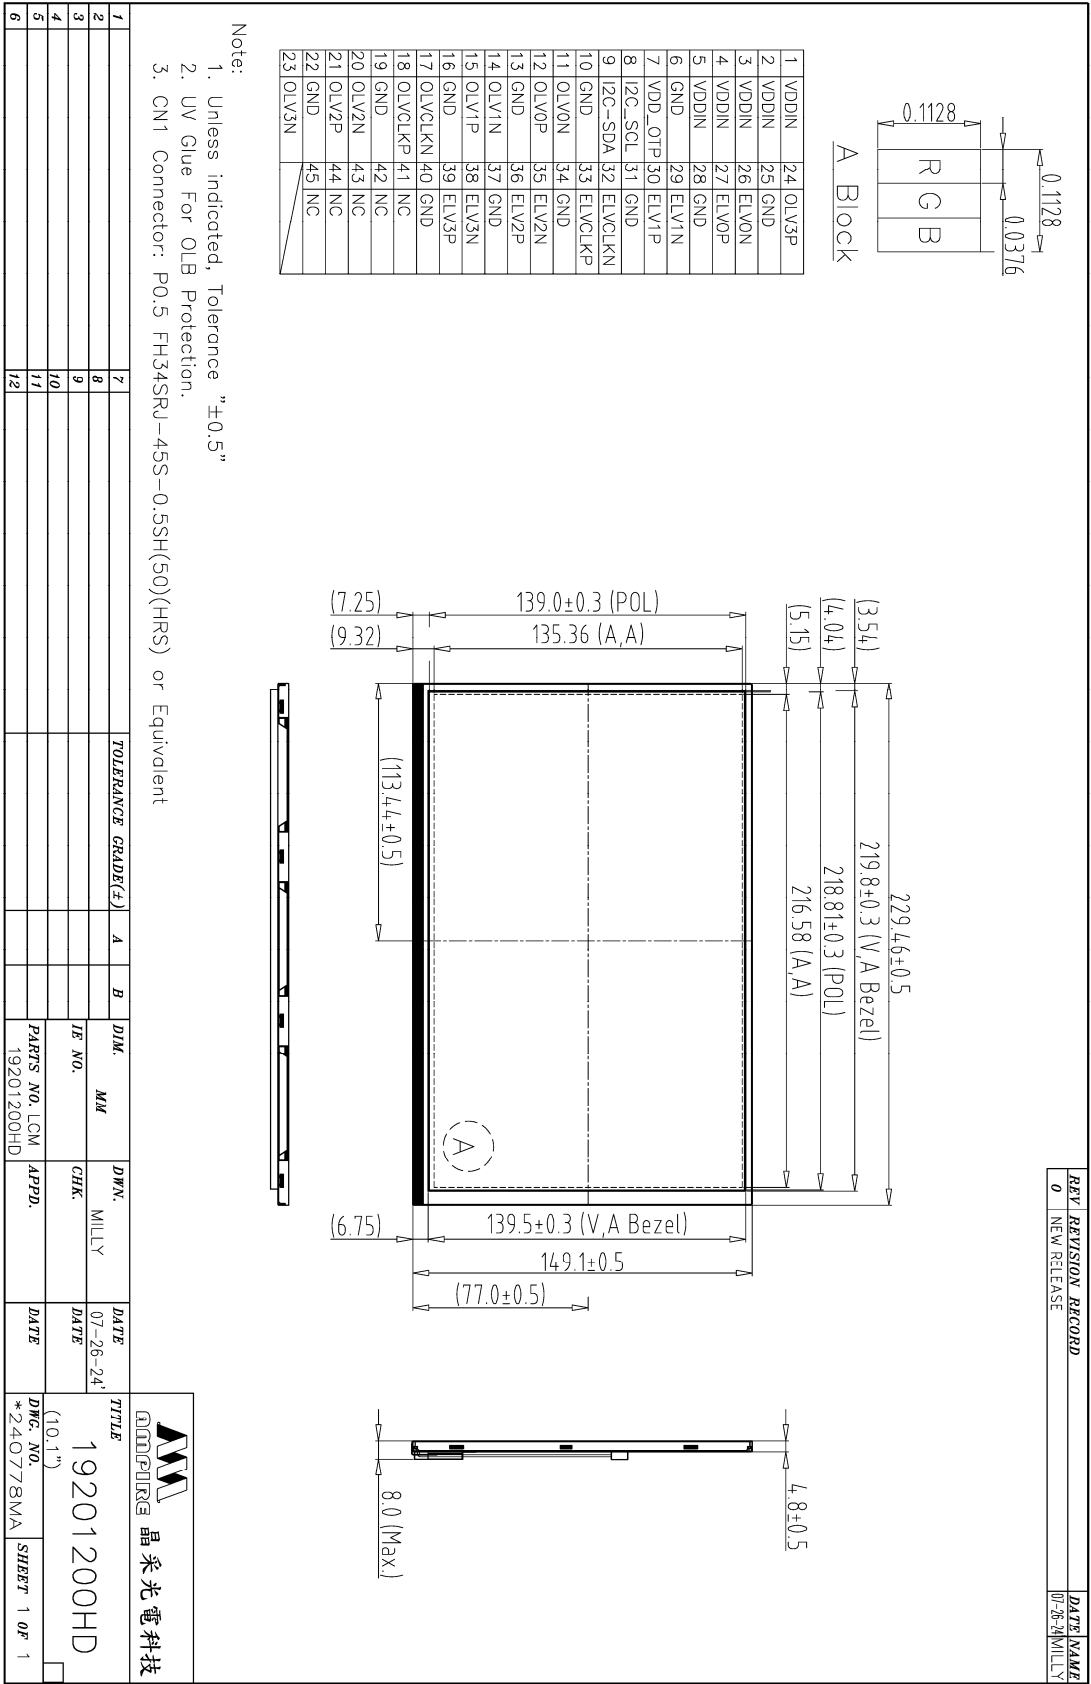 REV REVISION RECORD DATE NAME
0 NEW RELEASE 07-26-24 MILLY
0.1128
0.0376
0.1128
R G B
A Block
1 VDDIN 24 OLV3P
2 VDDIN 25 GND
3 VDDIN 26 ELV0N
4 VDDIN 27 ELV0P
5 VDDIN 28 GND
6 GND 29 ELV1N
7 VDD_OTP 30 ELV1P
8 I2C_SCL 31 GND
9 I2C-SDA 32 ELVCLKN
10 GND 33 ELVCLKP
11 OLV0N 34 GND
12 OLV0P 35 ELV2N
13 GND 36 ELV2P
14 OLV1N 37 GND
15 OLV1P 38 ELV3N
16 GND 39 ELV3P
17 OLVCLKN 40 GND
18 OLVCLKP 41 NC
19 GND 42 NC
20 OLV2N 43 NC
21 OLV2P 44 NC
22 GND 45 NC
23 OLV3N
229.46±0.5
219.8±0.3 (V,A Bezel)
(3.54)
218.81±0.3 (POL)
(4.04)
216.58 (A,A)
(5.15)
139.0±0.3 (POL)
(7.25)
135.36 (A,A)
(9.32)
(113.44±0.5)
A
139.5±0.3 (V,A Bezel)
(6.75)
149.1±0.5
(77.0±0.5)
4.8±0.5
8.0 (Max.)
Note:
1. Unless indicated, Tolerance "±0.5"
2. UV Glue For OLB Protection.
3. CN1 Connector: P0.5 FH34SRJ-45S-0.5SH(50)(HRS) or Equivalent
AMPIRE 晶采光電科技
1 7 TOLERANCE GRADE(±) A B
2 8
3 9
4 10
5 11
6 12
DIM. MM
DWN. MILLY
DATE 07-26-24'
IE NO.
CHK.
DATE
PARTS NO. LCM
19201200HD
APPD.
DATE
TITLE
19201200HD
(10.1")
DWG. NO.
*240778MA
SHEET 1 OF 1